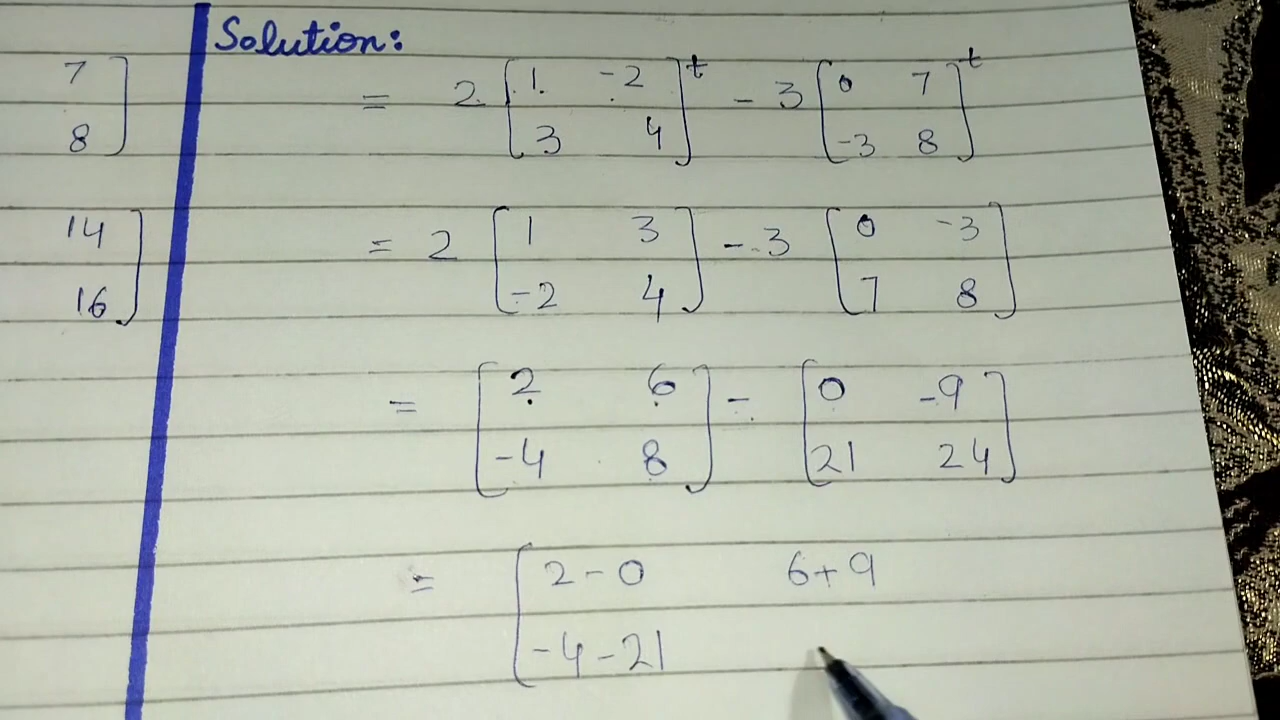 7 ]
8 ]
14 ]
16 ]
Solution:
= 2 [ 1 -2 ]ᵗ - 3 [ 0 7 ]ᵗ
[ 3 4 ] [ -3 8 ]
= 2 [ 1 3 ] - 3 [ 0 -3 ]
[ -2 4 ] [ 7 8 ]
= [ 2 6 ] - [ 0 -9 ]
[ -4 8 ] [ 21 24 ]
= [ 2-0 6+9
[ -4-21